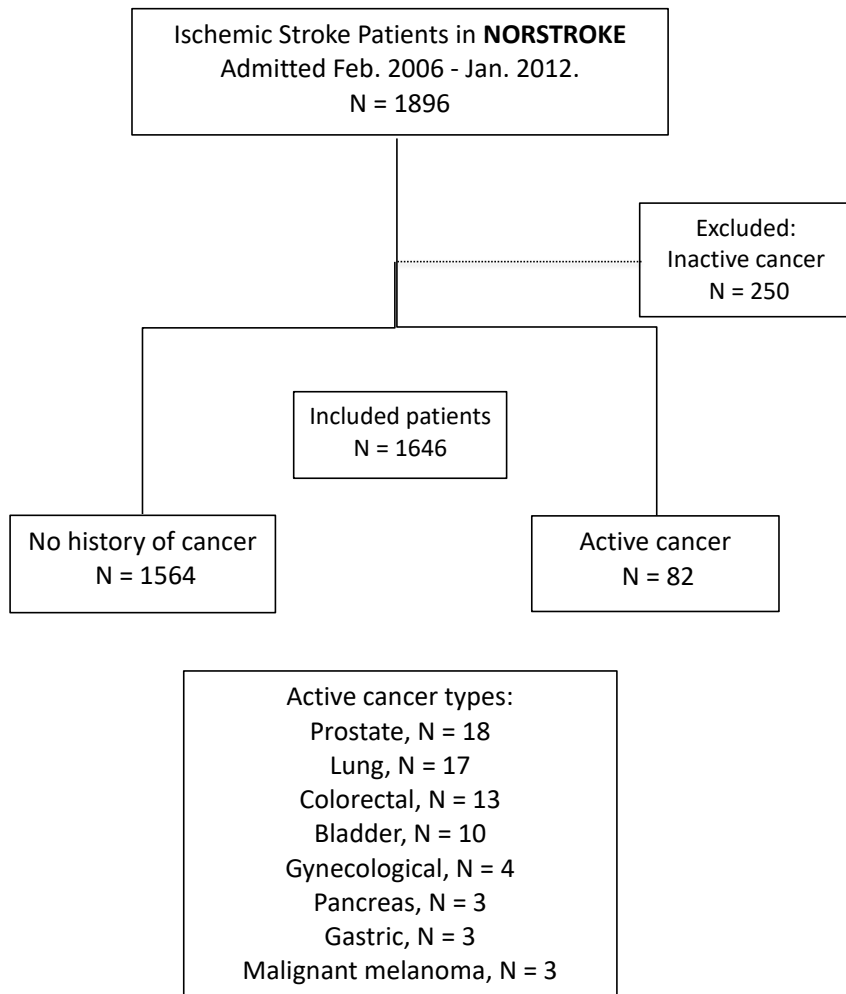 Ischemic Stroke Patients in NORSTROKE
Admitted Feb. 2006 - Jan. 2012.
N = 1896
Excluded:
Inactive cancer
N = 250
Included patients
N = 1646
No history of cancer
N = 1564
Active cancer
N = 82
Active cancer types:
Prostate, N = 18
Lung, N = 17
Colorectal, N = 13
Bladder, N = 10
Gynecological, N = 4
Pancreas, N = 3
Gastric, N = 3
Malignant melanoma, N = 3